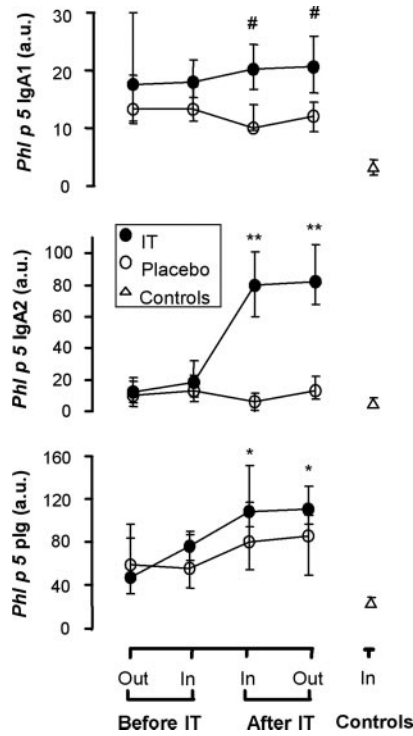 Phl p 5 IgA1 (a.u.)
30
20
10
0
#
#
Phl p 5 IgA2 (a.u.)
100
80
60
40
20
0
IT
Placebo
Controls
**
**
Phl p 5 pIg (a.u.)
160
120
80
40
0
*
*
Out In In Out In
Before IT After IT Controls